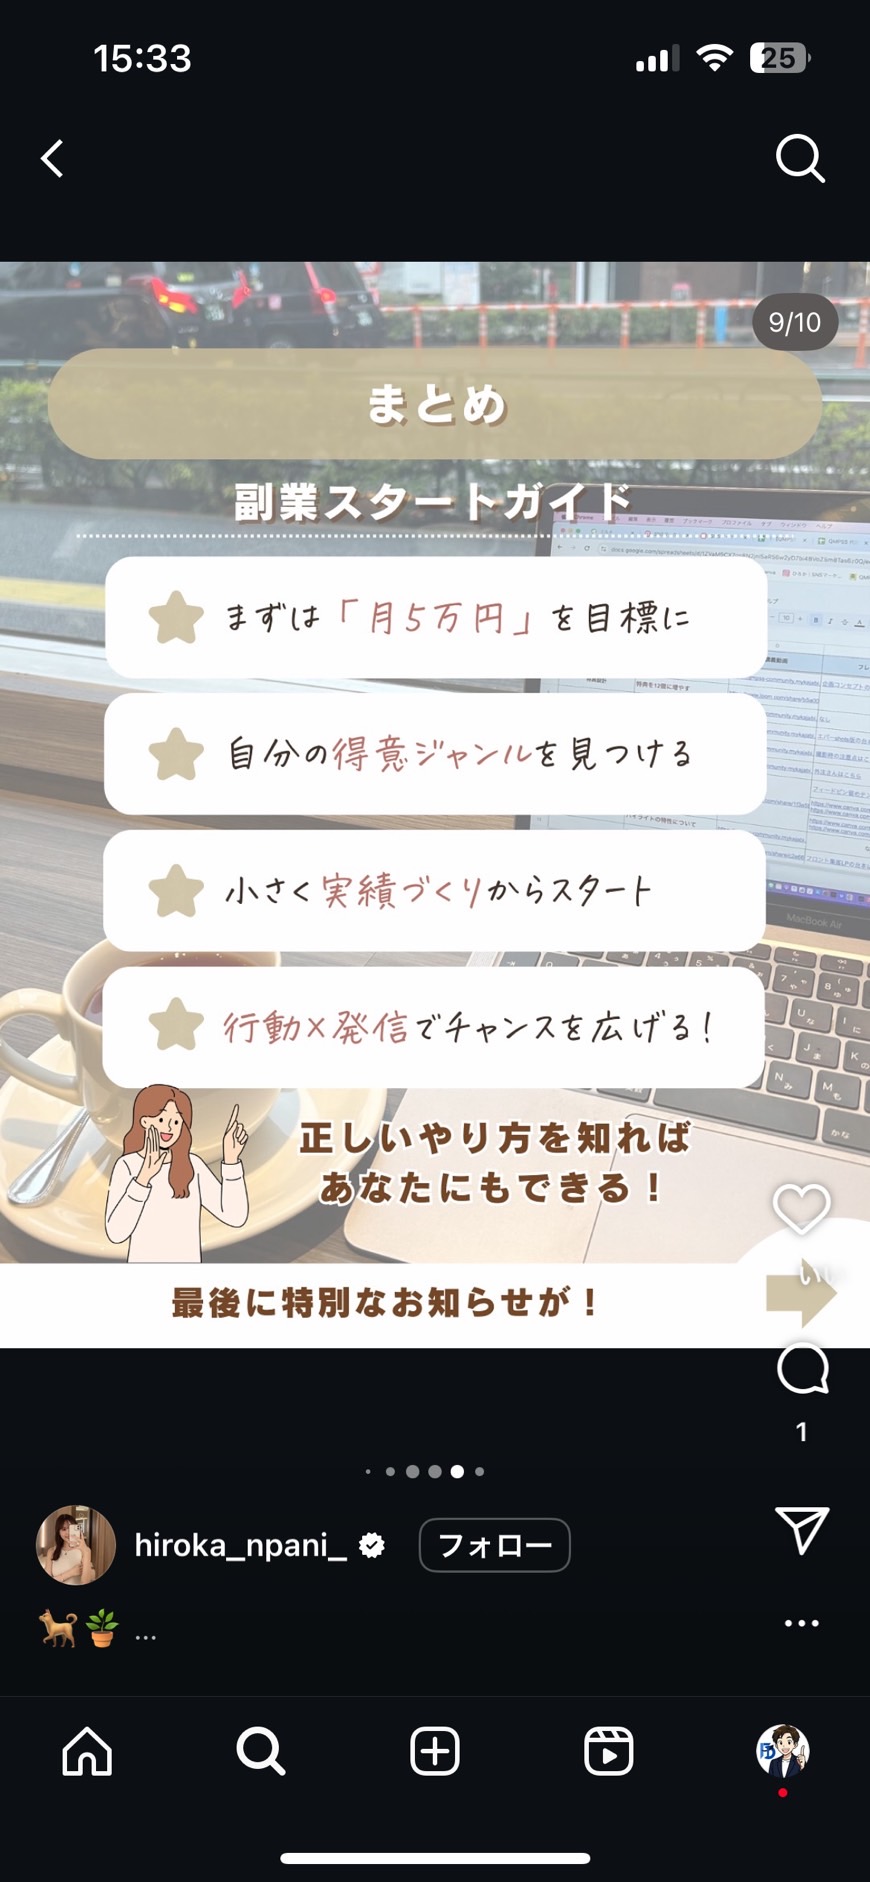 15:33
25
9/10
まとめ
副業スタートガイド
まずは「月5万円」を目標に
自分の得意ジャンルを見つける
小さく実績づくりからスタート
行動×発信でチャンスを広げる!
正しいやり方を知れば
あなたにもできる!
最後に特別なお知らせが!
MacBook Air
1
hiroka_npani_
フォロー
...